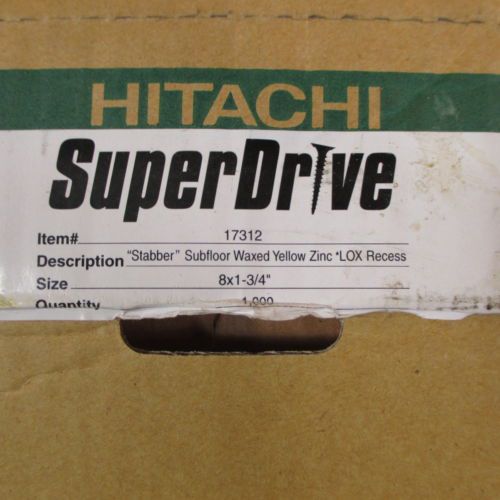 HITACHI
SuperDrive
Item# 17312
Description "Stabber" Subfloor Waxed Yellow Zinc *LOX Recess
Size 8x1-3/4"
Quantity 1,000